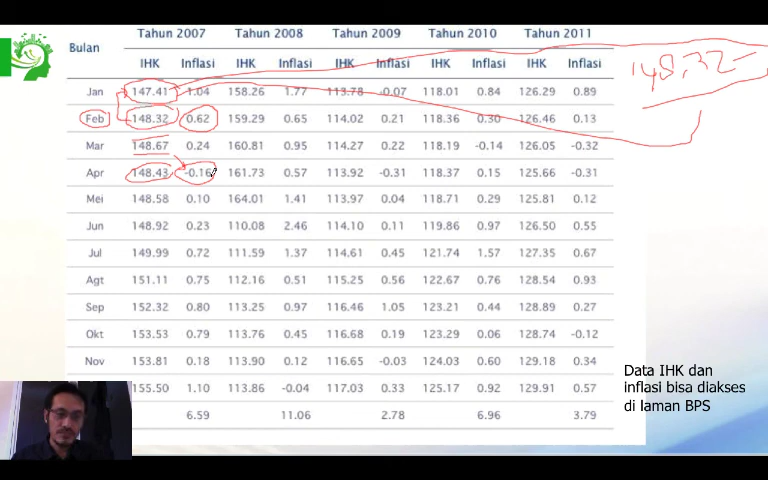 Tahun 2007 Tahun 2008 Tahun 2009 Tahun 2010 Tahun 2011
Bulan
IHK Inflasi IHK Inflasi IHK Inflasi IHK Inflasi IHK Inflasi
148.32-
Jan 147.41 1.04 158.26 1.77 113.78 -0.07 118.01 0.84 126.29 0.89
Feb 148.32 0.62 159.29 0.65 114.02 0.21 118.36 0.30 126.46 0.13
Mar 148.67 0.24 160.81 0.95 114.27 0.22 118.19 -0.14 126.05 -0.32
Apr 148.43 -0.16 161.73 0.57 113.92 -0.31 118.37 0.15 125.66 -0.31
Mei 148.58 0.10 164.01 1.41 113.97 0.04 118.71 0.29 125.81 0.12
Jun 148.92 0.23 110.08 2.46 114.10 0.11 119.86 0.97 126.50 0.55
Jul 149.99 0.72 111.59 1.37 114.61 0.45 121.74 1.57 127.35 0.67
Agt 151.11 0.75 112.16 0.51 115.25 0.56 122.67 0.76 128.54 0.93
Sep 152.32 0.80 113.25 0.97 116.46 1.05 123.21 0.44 128.89 0.27
Okt 153.53 0.79 113.76 0.45 116.68 0.19 123.29 0.06 128.74 -0.12
Nov 153.81 0.18 113.90 0.12 116.65 -0.03 124.03 0.60 129.18 0.34
155.50 1.10 113.86 -0.04 117.03 0.33 125.17 0.92 129.91 0.57
6.59 11.06 2.78 6.96 3.79
Data IHK dan
inflasi bisa diakses
di laman BPS